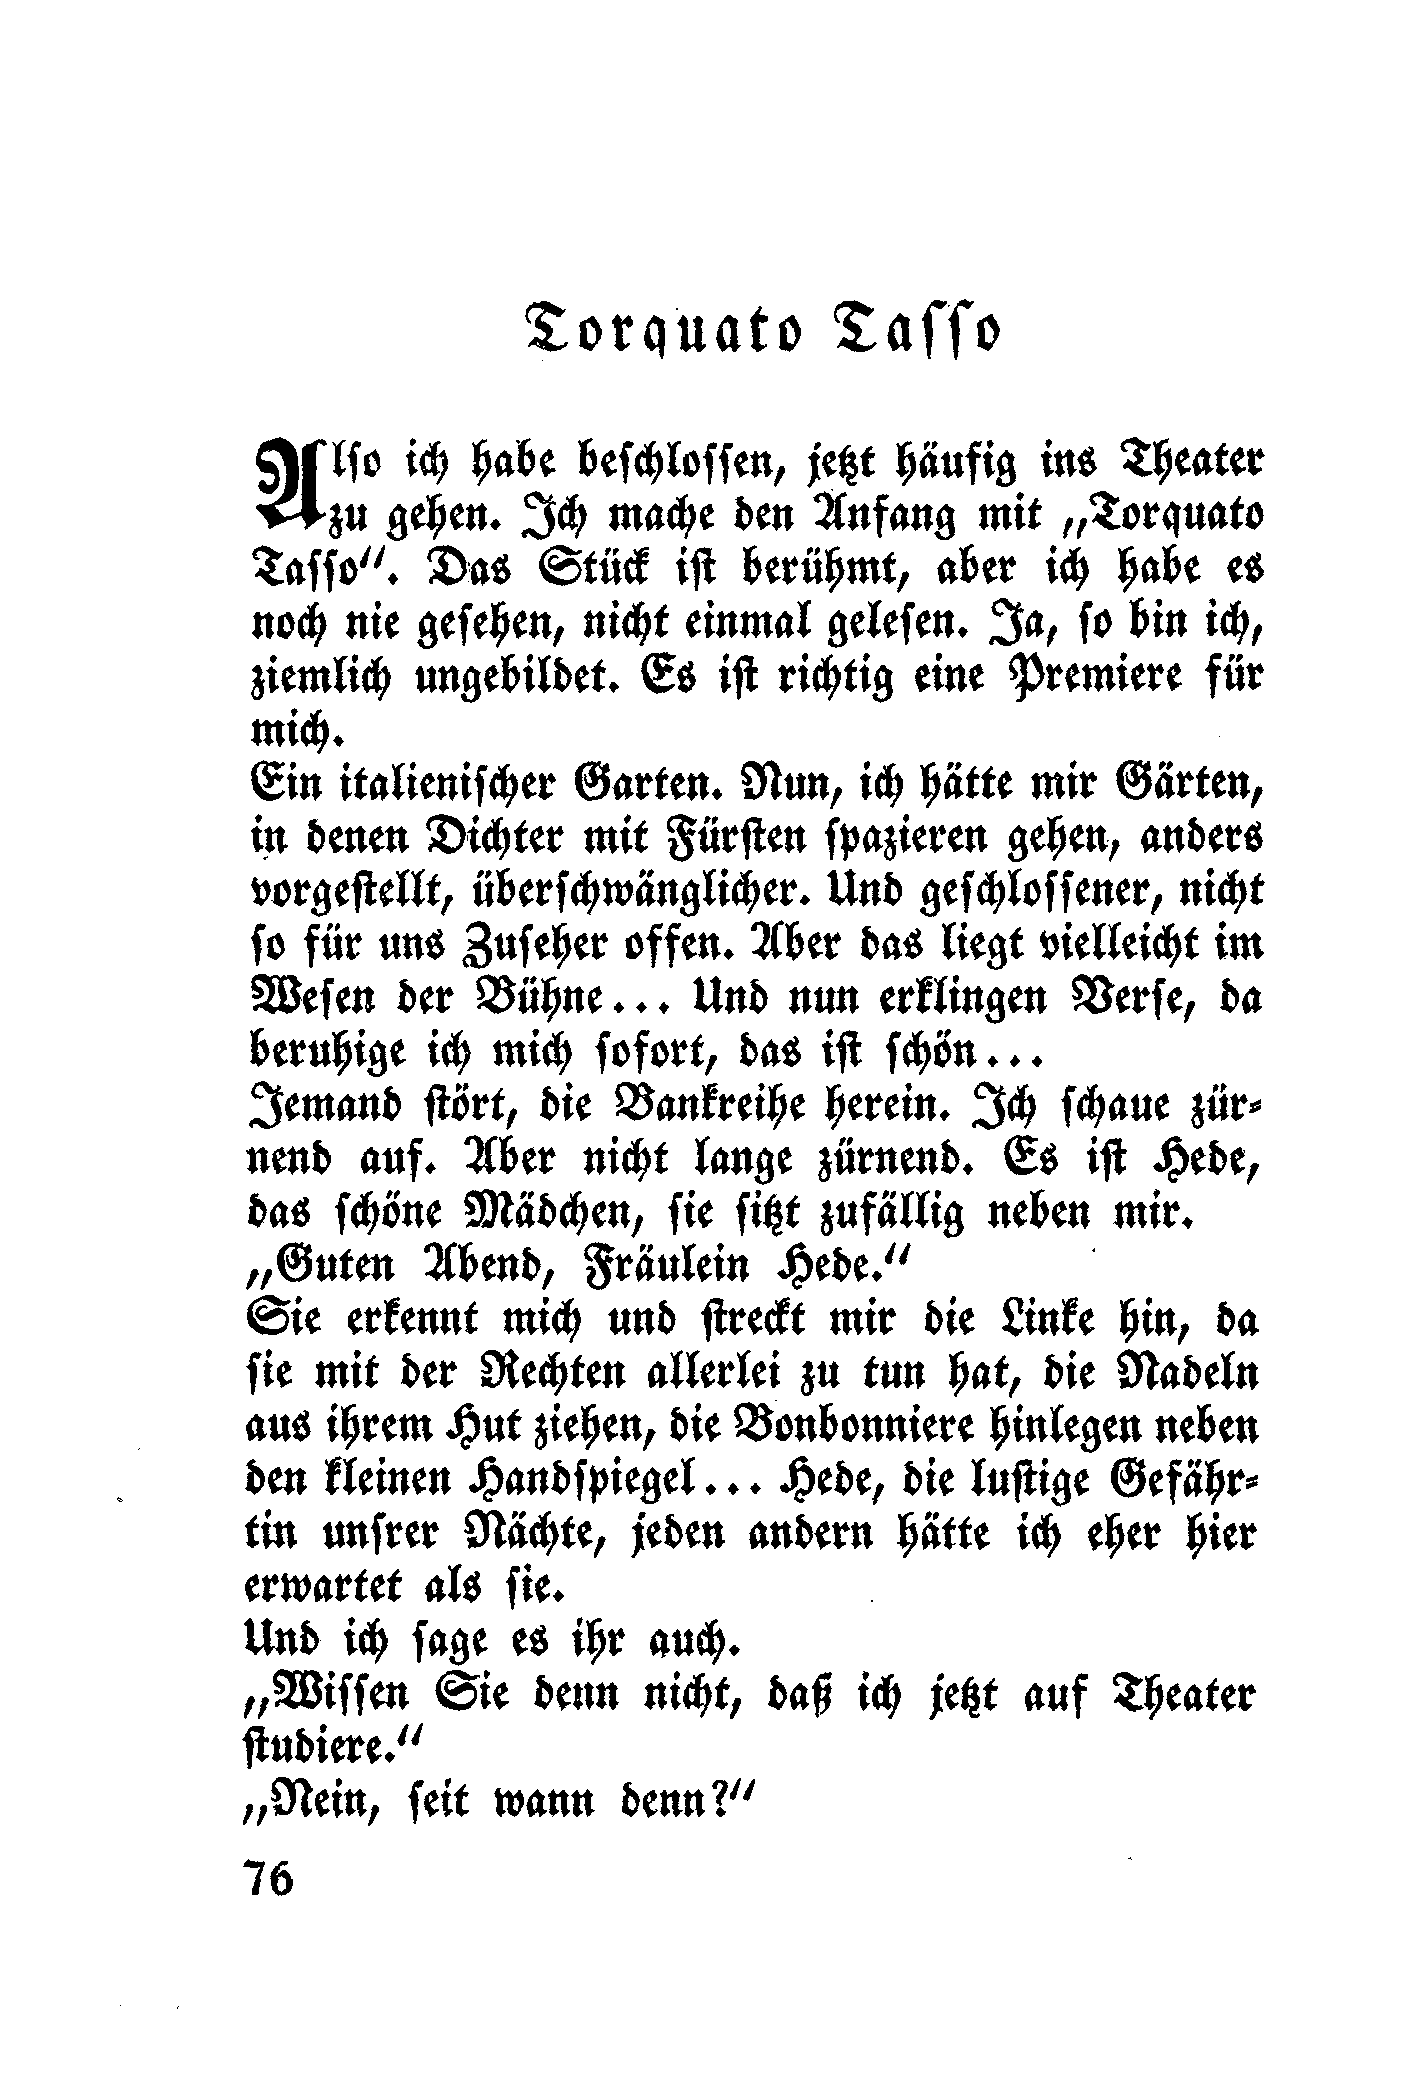 Torquato Tasso
Also ich habe beschlossen, jetzt häufig ins Theater
zu gehen. Ich mache den Anfang mit „Torquato
Tasso“. Das Stück ist berühmt, aber ich habe es
noch nie gesehen, nicht einmal gelesen. Ja, so bin ich,
ziemlich ungebildet. Es ist richtig eine Premiere für
mich.
Ein italienischer Garten. Nun, ich hätte mir Gärten,
in denen Dichter mit Fürsten spazieren gehen, anders
vorgestellt, überschwänglicher. Und geschlossener, nicht
so für uns Zuseher offen. Aber das liegt vielleicht im
Wesen der Bühne... Und nun erklingen Verse, da
beruhige ich mich sofort, das ist schön...
Jemand stört, die Bankreihe herein. Ich schaue zür-
nend auf. Aber nicht lange zürnend. Es ist Hede,
das schöne Mädchen, sie sitzt zufällig neben mir.
„Guten Abend, Fräulein Hede.“
Sie erkennt mich und streckt mir die Linke hin, da
sie mit der Rechten allerlei zu tun hat, die Nadeln
aus ihrem Hut ziehen, die Bonbonniere hinlegen neben
den kleinen Handspiegel... Hede, die lustige Gefähr-
tin unsrer Nächte, jeden andern hätte ich eher hier
erwartet als sie.
Und ich sage es ihr auch.
„Wissen Sie denn nicht, daß ich jetzt auf Theater
studiere.“
„Nein, seit wann denn?“
76